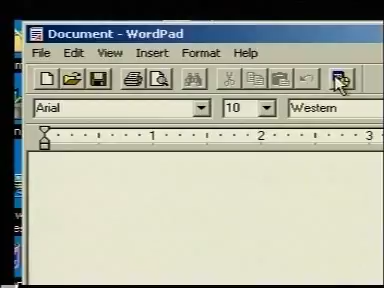 Document - WordPad
File Edit View Insert Format Help
Arial 10 Western
1 2 3